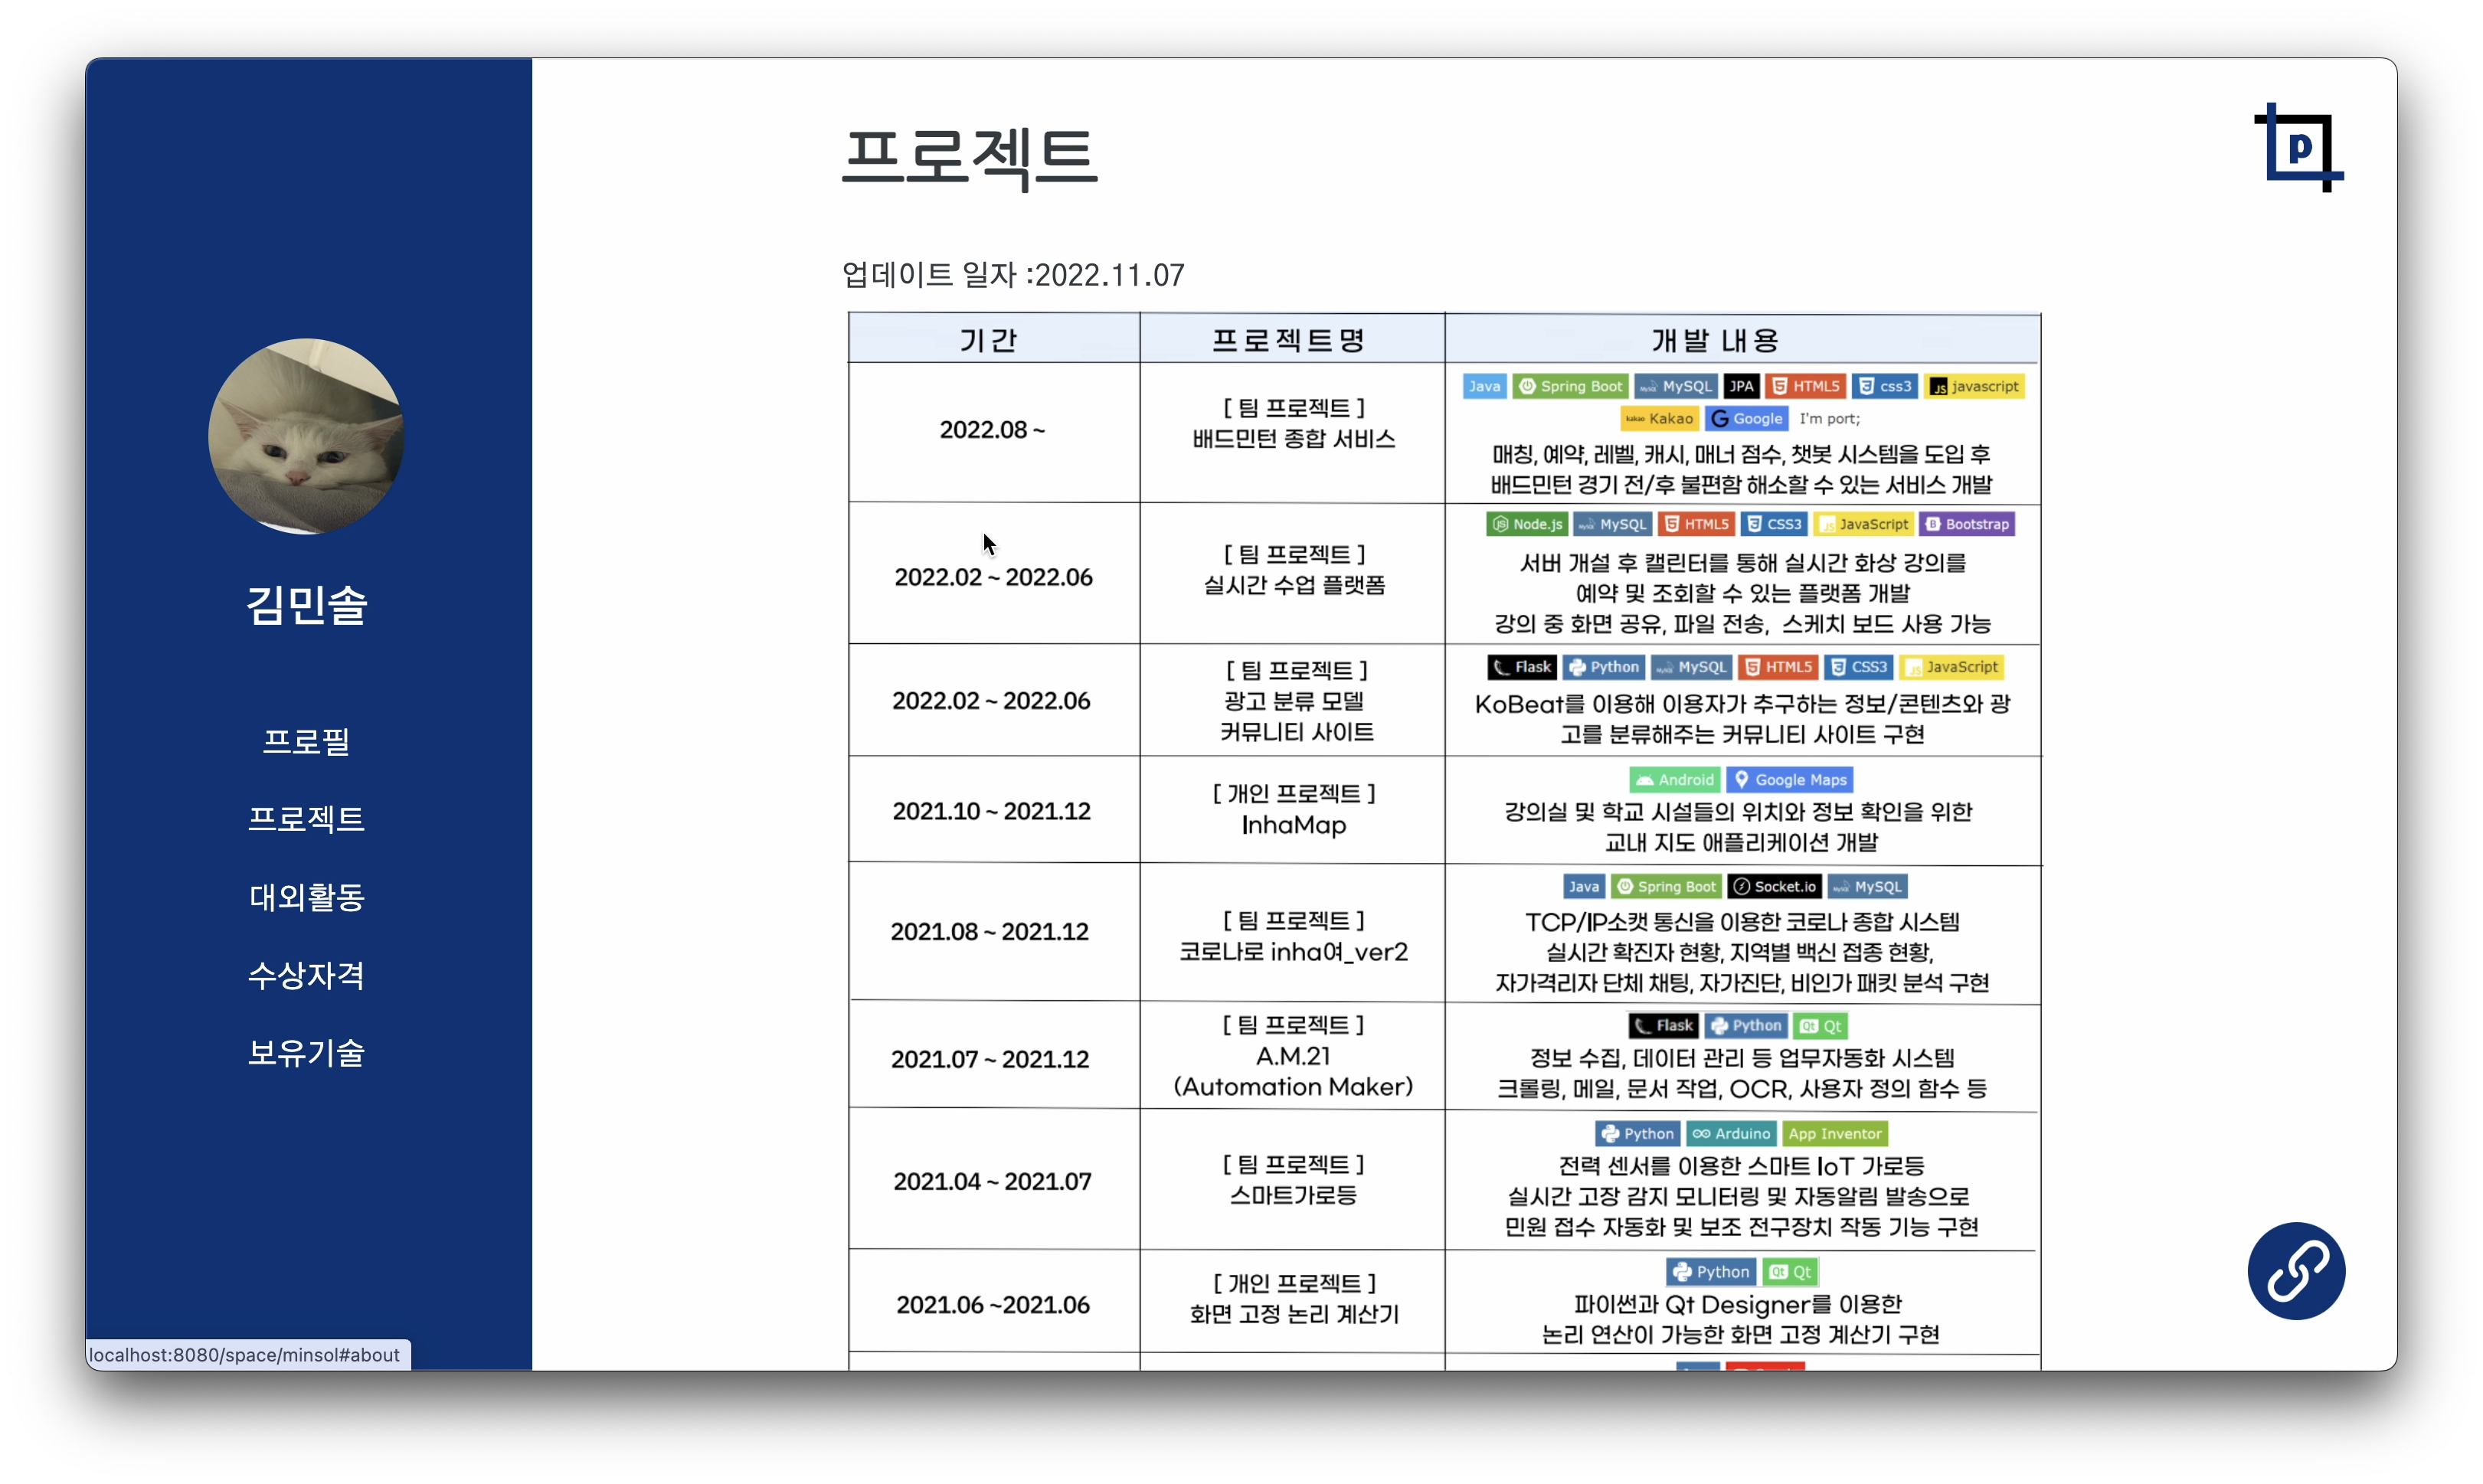 프로젝트
p
업데이트 일자 :2022.11.07
김민솔
프로필
프로젝트
대외활동
수상자격
보유기술
기간 프로젝트명 개발 내용
2022.08 ~
[ 팀 프로젝트 ]
배드민턴 종합 서비스
Java Spring Boot MySQL JPA HTML5 css3 javascript
Kakao Google I'm port;
매칭, 예약, 레벨, 캐시, 매너 점수, 챗봇 시스템을 도입 후
배드민턴 경기 전/후 불편함 해소할 수 있는 서비스 개발
2022.02 ~ 2022.06
[ 팀 프로젝트 ]
실시간 수업 플랫폼
Node.js MySQL HTML5 CSS3 JavaScript Bootstrap
서버 개설 후 캘린터를 통해 실시간 화상 강의를
예약 및 조회할 수 있는 플랫폼 개발
강의 중 화면 공유, 파일 전송, 스케치 보드 사용 가능
2022.02 ~ 2022.06
[ 팀 프로젝트 ]
광고 분류 모델
커뮤니티 사이트
Flask Python MySQL HTML5 CSS3 JavaScript
KoBeat를 이용해 이용자가 추구하는 정보/콘텐츠와 광
고를 분류해주는 커뮤니티 사이트 구현
2021.10 ~ 2021.12
[ 개인 프로젝트 ]
InhaMap
Android Google Maps
강의실 및 학교 시설들의 위치와 정보 확인을 위한
교내 지도 애플리케이션 개발
2021.08 ~ 2021.12
[ 팀 프로젝트 ]
코로나로 inha여_ver2
Java Spring Boot Socket.io MySQL
TCP/IP소캣 통신을 이용한 코로나 종합 시스템
실시간 확진자 현황, 지역별 백신 접종 현황,
자가격리자 단체 채팅, 자가진단, 비인가 패킷 분석 구현
2021.07 ~ 2021.12
[ 팀 프로젝트 ]
A.M.21
(Automation Maker)
Flask Python Qt
정보 수집, 데이터 관리 등 업무자동화 시스템
크롤링, 메일, 문서 작업, OCR, 사용자 정의 함수 등
2021.04 ~ 2021.07
[ 팀 프로젝트 ]
스마트가로등
Python Arduino App Inventor
전력 센서를 이용한 스마트 IoT 가로등
실시간 고장 감지 모니터링 및 자동알림 발송으로
민원 접수 자동화 및 보조 전구장치 작동 기능 구현
2021.06 ~2021.06
[ 개인 프로젝트 ]
화면 고정 논리 계산기
Python Qt
파이썬과 Qt Designer를 이용한
논리 연산이 가능한 화면 고정 계산기 구현
localhost:8080/space/minsol#about